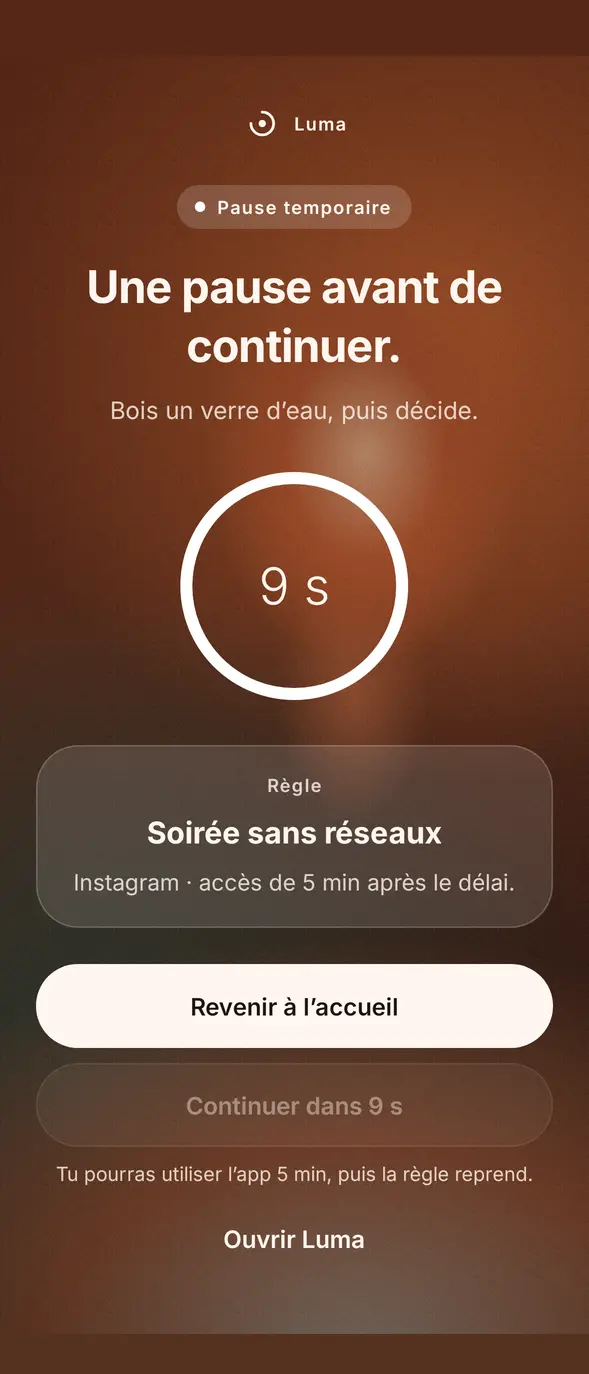 Luma
Pause temporaire
Une pause avant de
continuer.
Bois un verre d’eau, puis décide.
9 s
Règle
Soirée sans réseaux
Instagram · accès de 5 min après le délai.
Revenir à l’accueil
Continuer dans 9 s
Tu pourras utiliser l’app 5 min, puis la règle reprend.
Ouvrir Luma